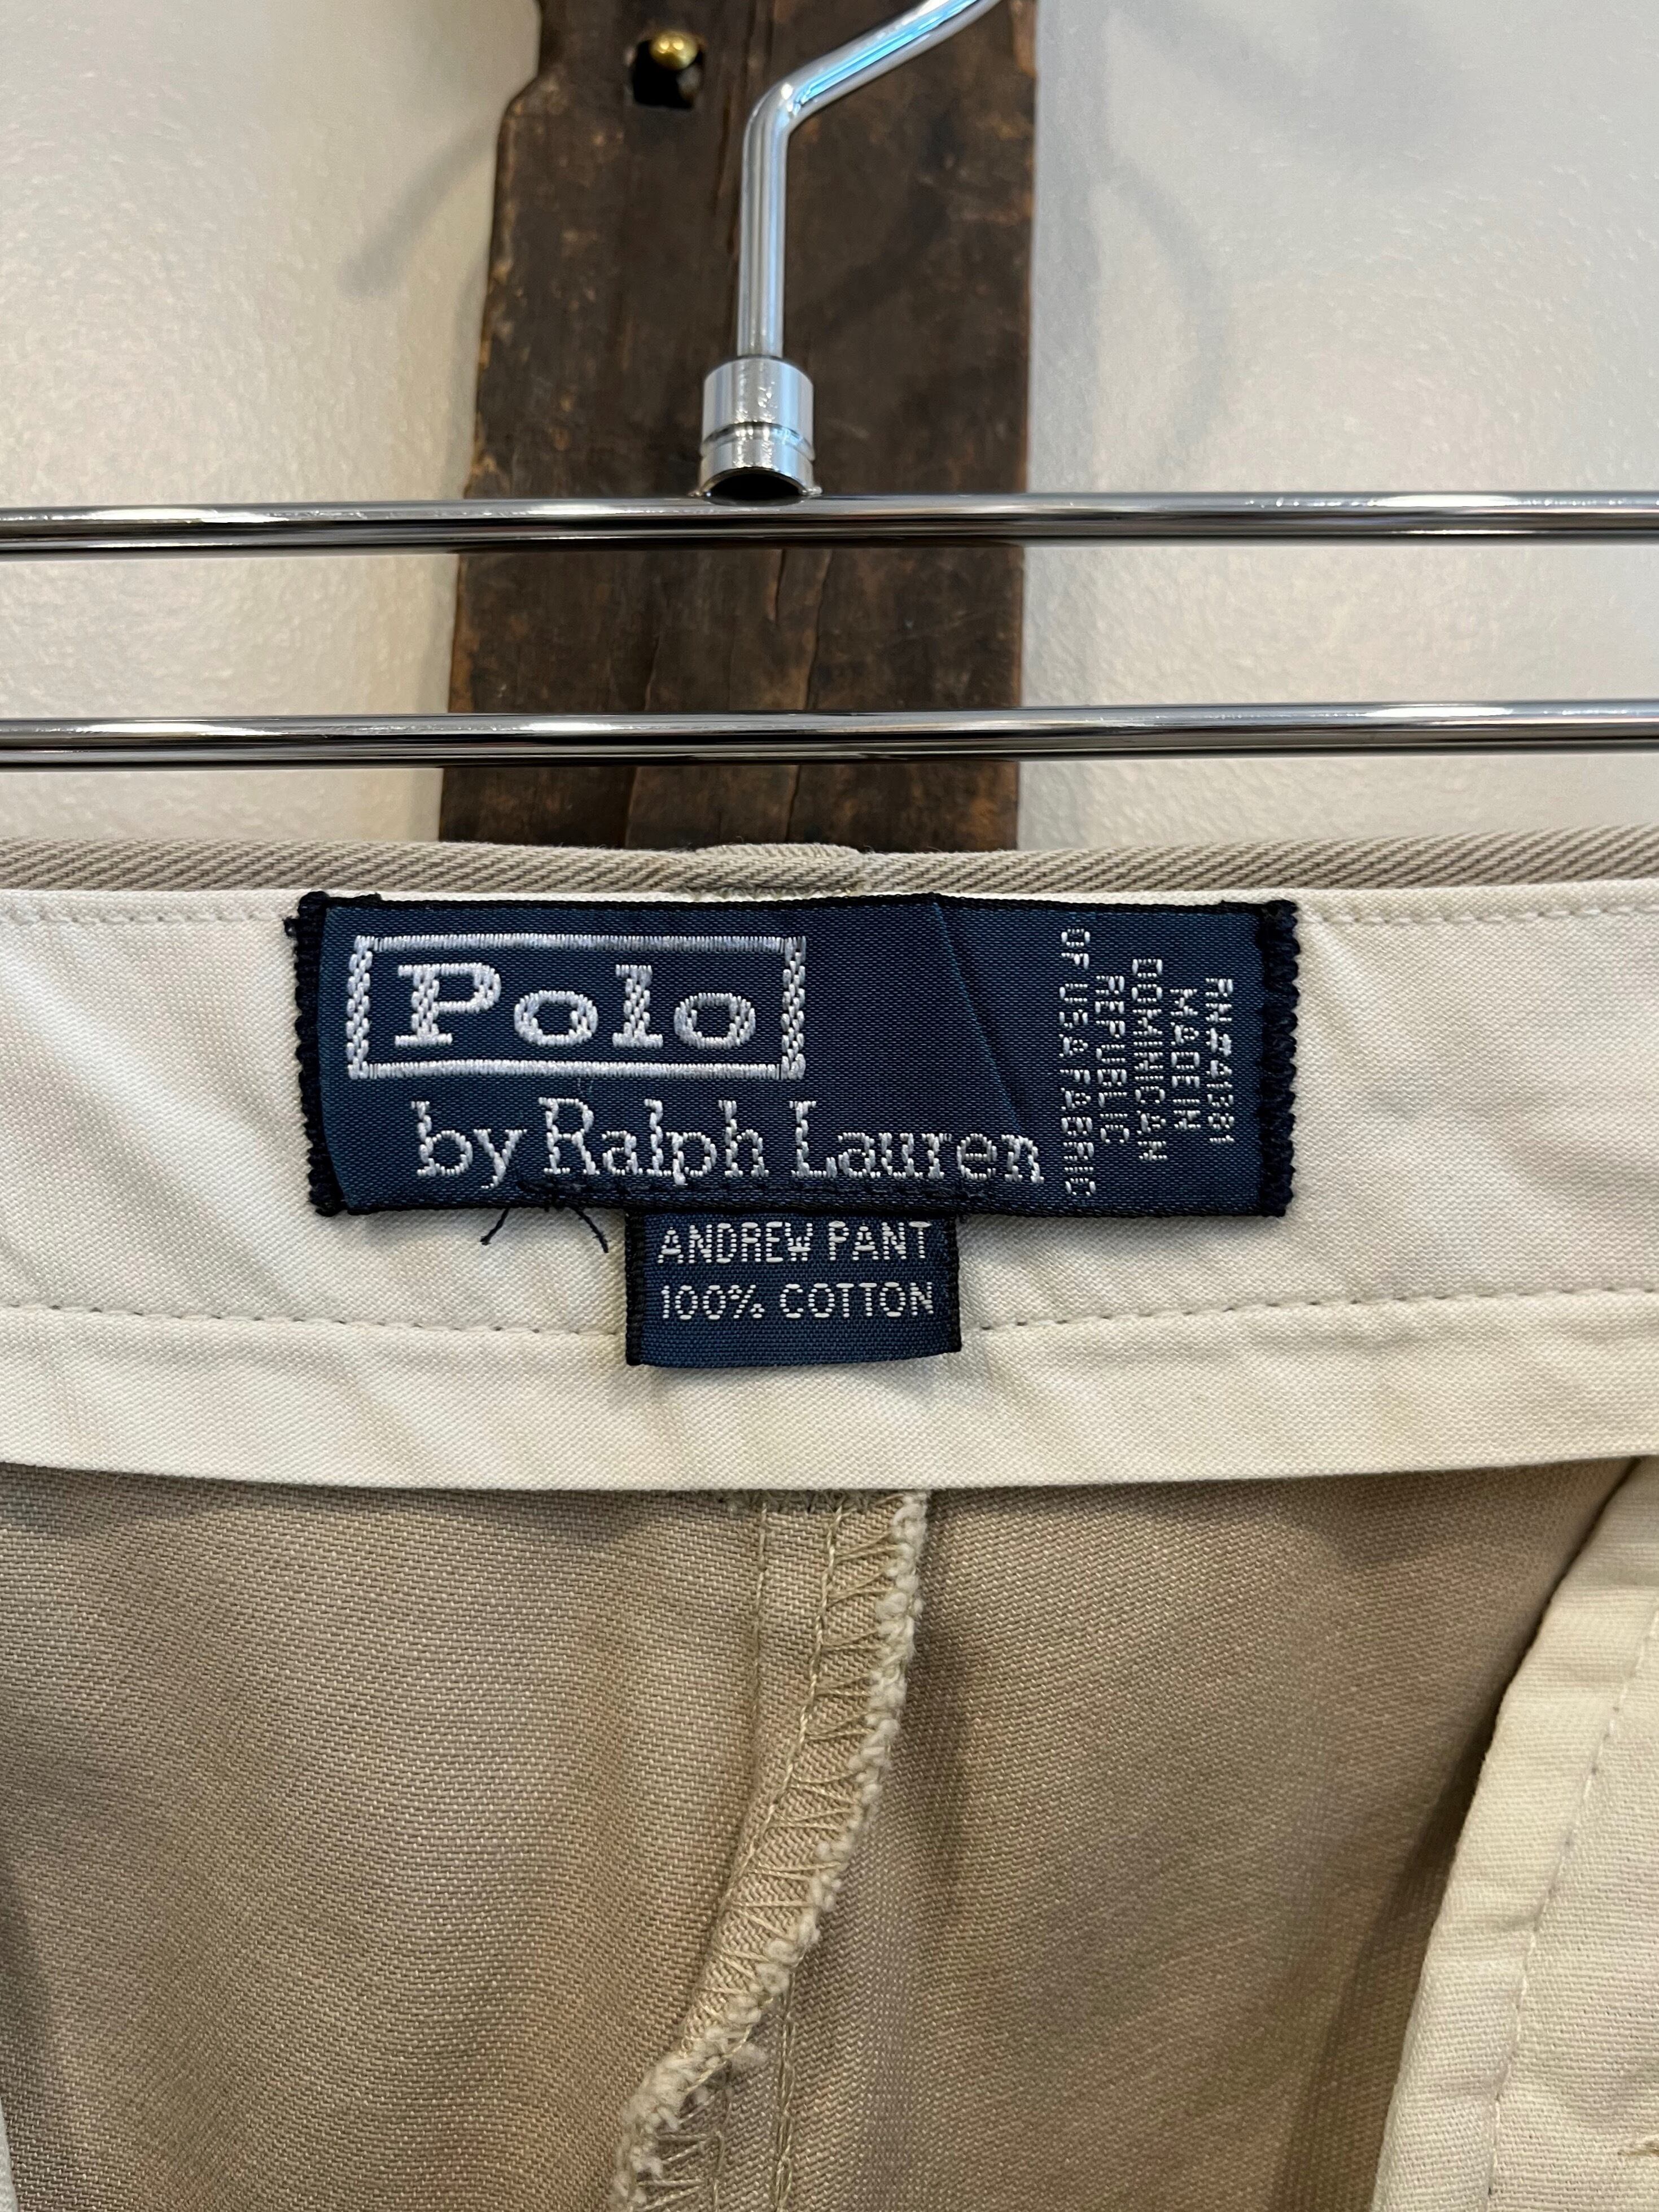 Polo
by Ralph Lauren
RN#41381
MADE IN
DOMINICAN
REPUBLIC
OF USA FABRIC
ANDREW PANT
100% COTTON